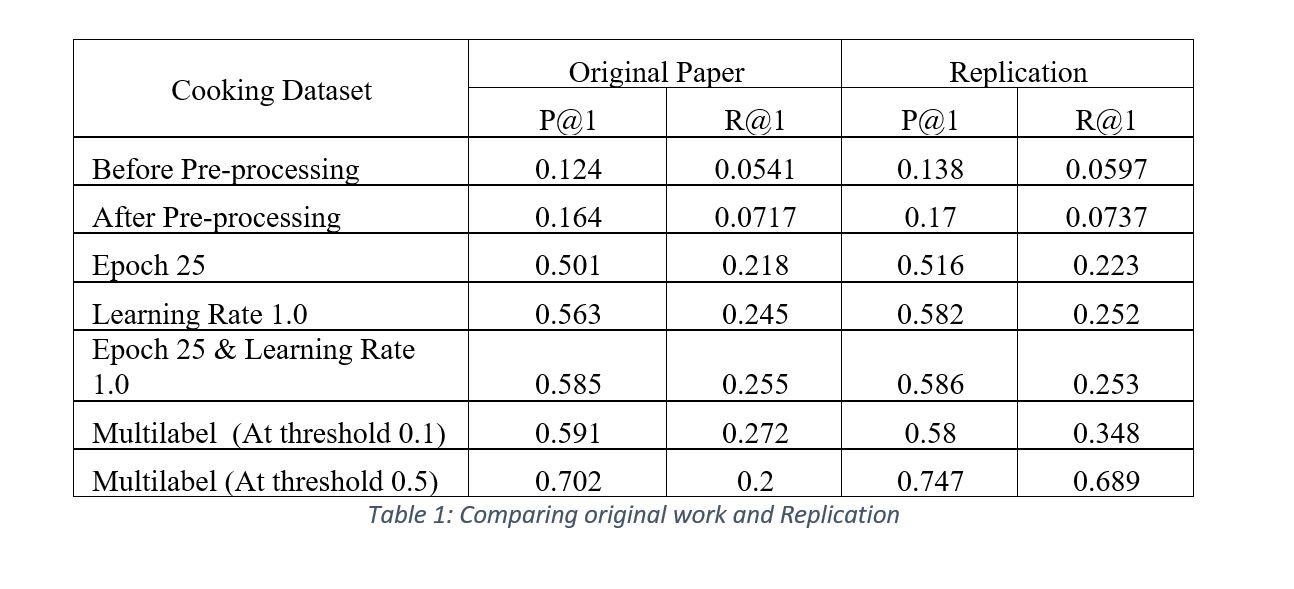 Cooking Dataset Original Paper Replication
P@1 R@1 P@1 R@1
Before Pre-processing 0.124 0.0541 0.138 0.0597
After Pre-processing 0.164 0.0717 0.17 0.0737
Epoch 25 0.501 0.218 0.516 0.223
Learning Rate 1.0 0.563 0.245 0.582 0.252
Epoch 25 & Learning Rate
1.0 0.585 0.255 0.586 0.253
Multilabel (At threshold 0.1) 0.591 0.272 0.58 0.348
Multilabel (At threshold 0.5) 0.702 0.2 0.747 0.689
Table 1: Comparing original work and Replication